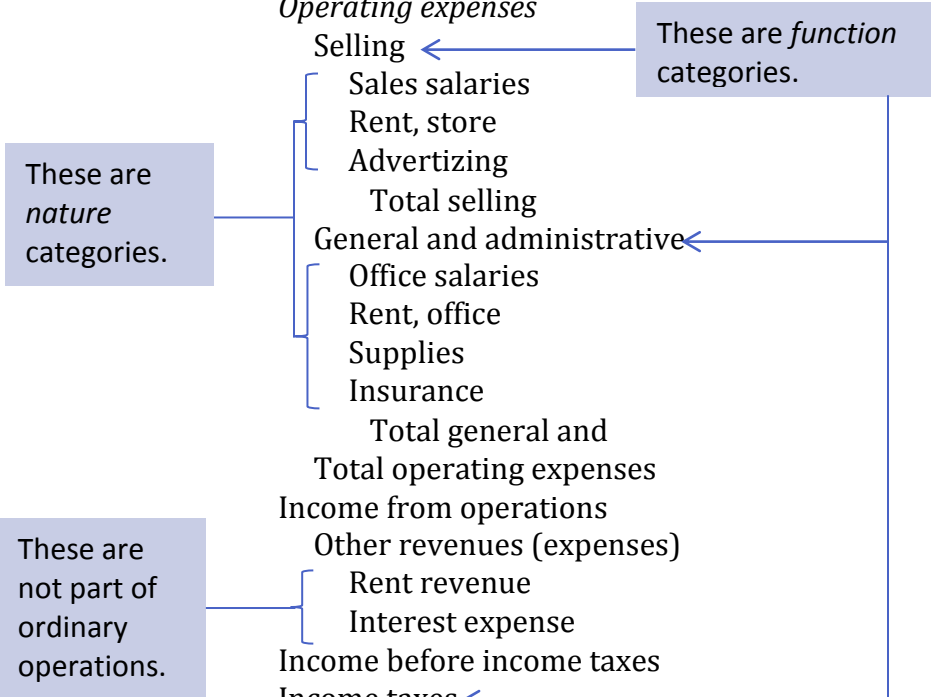 Operating expenses
Selling
These are function
categories.
Sales salaries
Rent, store
Advertizing
Total selling
These are
nature
categories.
General and administrative
Office salaries
Rent, office
Supplies
Insurance
Total general and
Total operating expenses
Income from operations
Other revenues (expenses)
Rent revenue
Interest expense
These are
not part of
ordinary
operations.
Income before income taxes
Income taxes